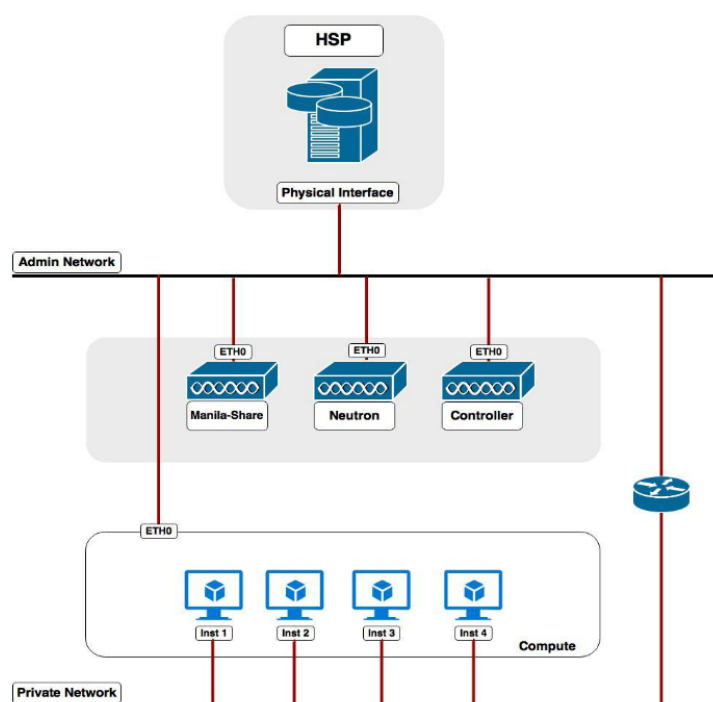 HSP
Physical Interface
Admin Network
ETH0
ETH0
ETH0
Manila-Share
Neutron
Controller
ETH0
Inst 1
Inst 2
Inst 3
Inst 4
Compute
Private Network